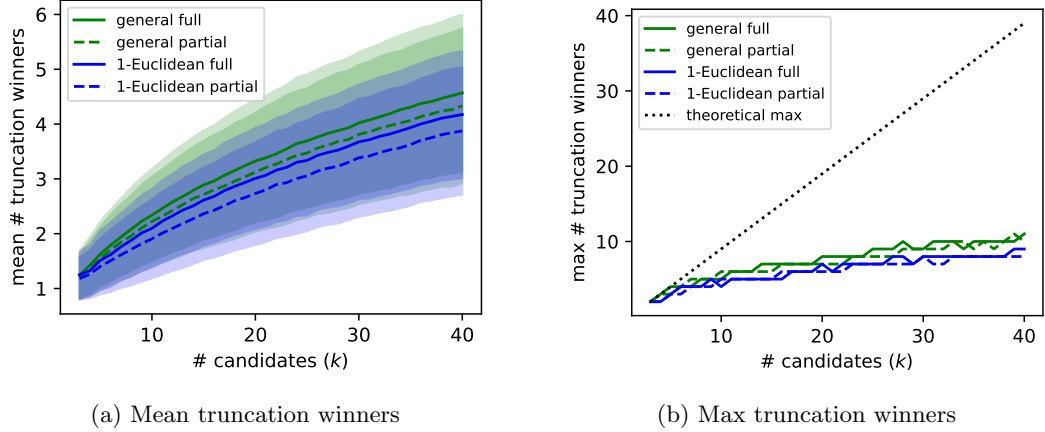 6
5
4
3
2
1
mean # truncation winners
general full
general partial
1-Euclidean full
1-Euclidean partial
10
20
30
40
# candidates (k)
(a) Mean truncation winners
40
30
20
10
max # truncation winners
general full
general partial
1-Euclidean full
1-Euclidean partial
theoretical max
10
20
30
40
# candidates (k)
(b) Max truncation winners